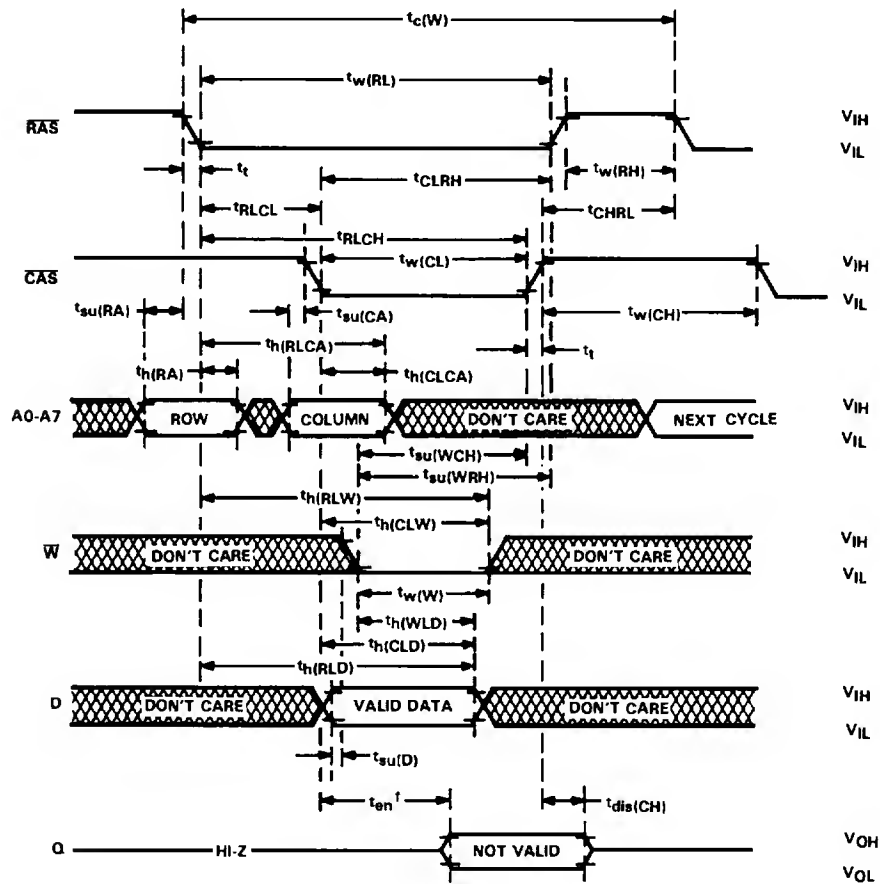 tc(W)
tw(RL)
RAS VIH
VIL
tt tCLRH tw(RH)
tRLCL tCHRL
tRLCH
CAS tw(CL) VIH
VIL
tsu(RA) tsu(CA) tw(CH)
th(RLCA)
th(RA) th(CLCA) tt
A0-A7 ROW COLUMN DON'T CARE NEXT CYCLE VIH
VIL
tsu(WCH)
tsu(WRH)
th(RLW)
th(CLW)
W DON'T CARE DON'T CARE VIH
VIL
tw(W)
th(WLD)
th(CLD)
th(RLD)
D DON'T CARE VALID DATA DON'T CARE VIH
VIL
tsu(D)
ten† tdis(CH)
Q HI-Z NOT VALID VOH
VOL